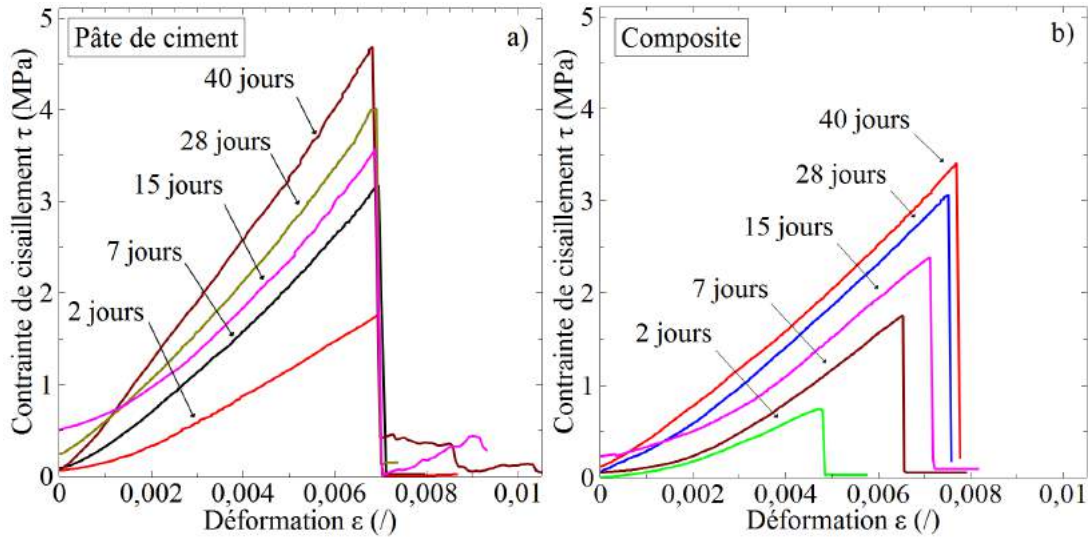 Pâte de ciment
a)
Contrainte de cisaillement τ (MPa)
5
4
3
2
1
0
40 jours
28 jours
15 jours
7 jours
2 jours
0
0,002
0,004
0,006
0,008
0,01
Déformation ε (/)
Composite
b)
Contrainte de cisaillement τ (MPa)
5
4
3
2
1
0
40 jours
28 jours
15 jours
7 jours
2 jours
0
0,002
0,004
0,006
0,008
0,01
Déformation ε (/)